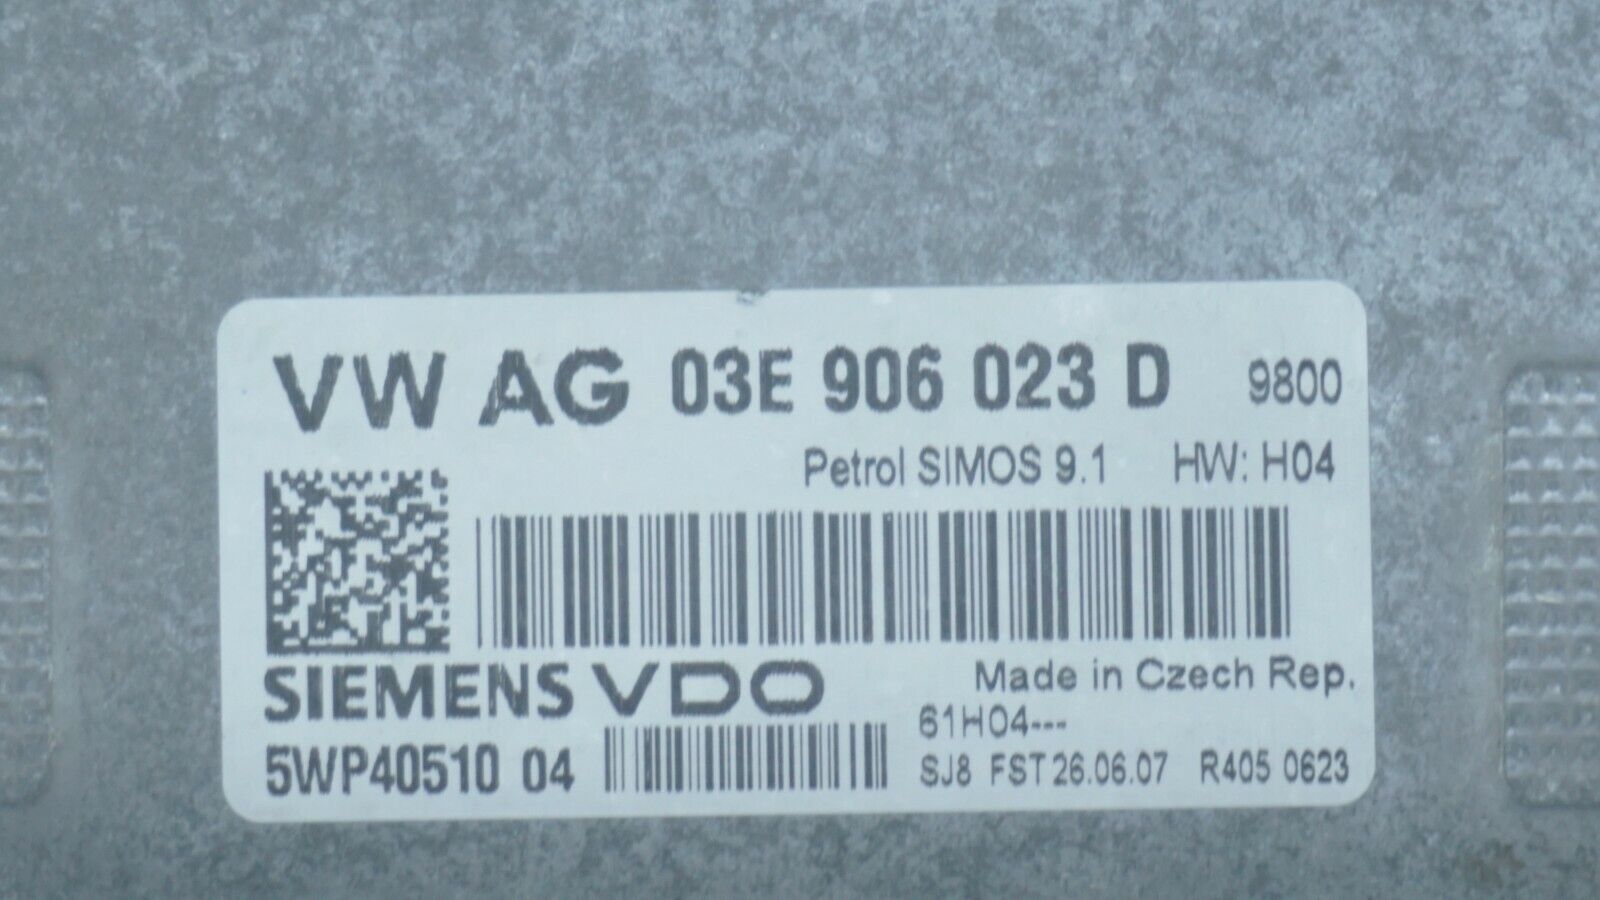 VW AG 03E 906 023 D 9800
Petrol SIMOS 9.1 HW: H04
SIEMENS VDO Made in Czech Rep.
61H04---
5WP40510 04 SJ8 FST 26.06.07 R405 0623